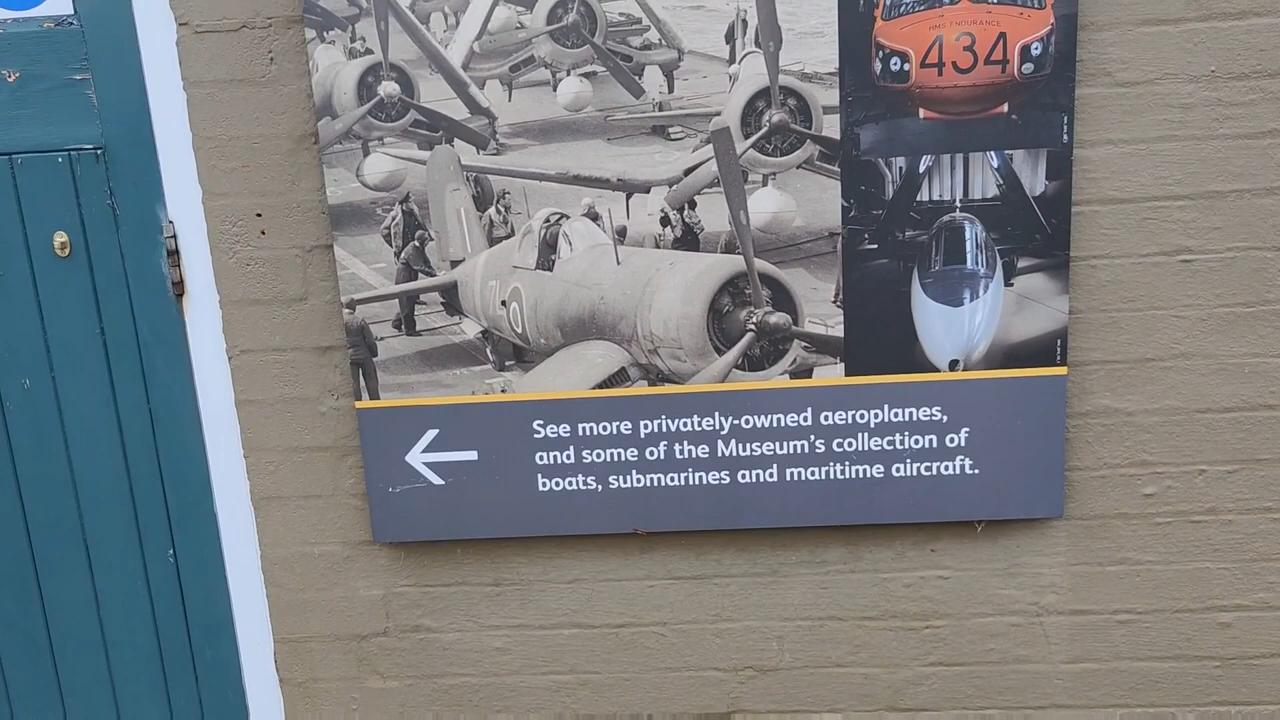 HMS ENDURANCE
434
See more privately-owned aeroplanes,
and some of the Museum's collection of
boats, submarines and maritime aircraft.